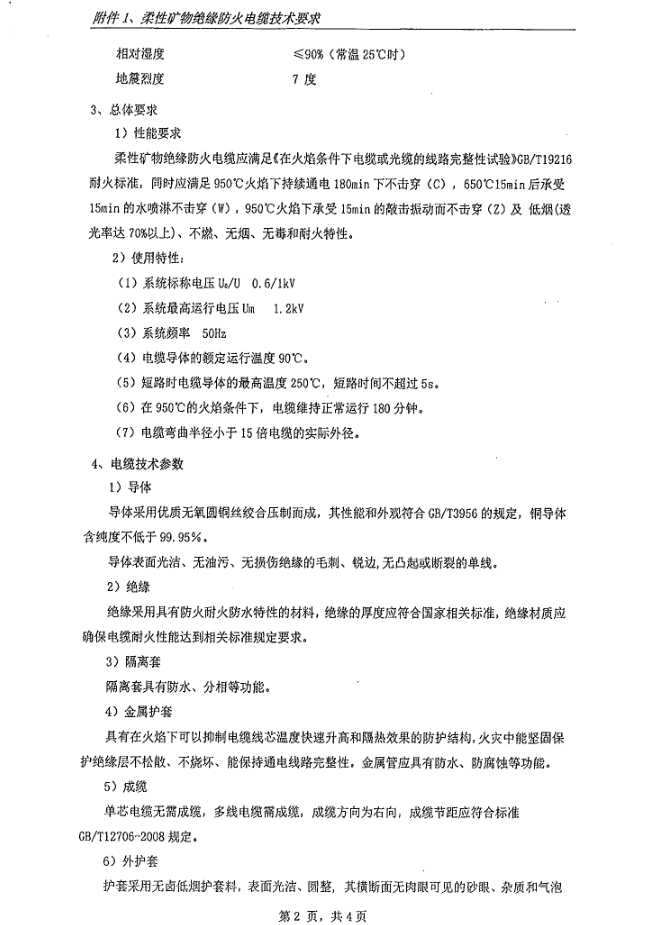 附件 1、柔性矿物绝缘防火电缆技术要求
相对湿度 ≤90%（常温 25℃时）
地震烈度 7 度
3、总体要求
1）性能要求
柔性矿物绝缘防火电缆应满足《在火焰条件下电缆或光缆的线路完整性试验》GB/T19216
耐火标准，同时应满足 950℃火焰下持续通电 180min 下不击穿（C），650℃15min 后承受
15min 的水喷淋不击穿（W），950℃火焰下承受 15min 的敲击振动而不击穿（Z）及 低烟(透
光率达 70%以上)、不燃、无烟、无毒和耐火特性。
2）使用特性：
（1）系统标称电压 U₀/U 0.6/1kV
（2）系统最高运行电压 Um 1.2kV
（3）系统频率 50Hz
（4）电缆导体的额定运行温度 90℃。
（5）短路时电缆导体的最高温度 250℃，短路时间不超过 5s。
（6）在 950℃的火焰条件下，电缆维持正常运行 180 分钟。
（7）电缆弯曲半径小于 15 倍电缆的实际外径。
4、电缆技术参数
1）导体
导体采用优质无氧圆铜丝绞合压制而成，其性能和外观符合 GB/T3956 的规定，铜导体
含纯度不低于 99.95%。
导体表面光洁、无油污、无损伤绝缘的毛刺、锐边,无凸起或断裂的单线。
2）绝缘
绝缘采用具有防火耐火防水特性的材料，绝缘的厚度应符合国家相关标准，绝缘材质应
确保电缆耐火性能达到相关标准规定要求。
3）隔离套
隔离套具有防水、分相等功能。
4）金属护套
具有在火焰下可以抑制电缆线芯温度快速升高和隔热效果的防护结构,火灾中能坚固保
护绝缘层不松散、不烧坏、能保持通电线路完整性。金属管应具有防水、防腐蚀等功能。
5）成缆
单芯电缆无需成缆，多线电缆需成缆，成缆方向为右向，成缆节距应符合标准
GB/T12706-2008 规定。
6）外护套
护套采用无卤低烟护套料，表面光洁、圆整，其横断面无肉眼可见的砂眼、杂质和气泡
第 2 页，共 4 页